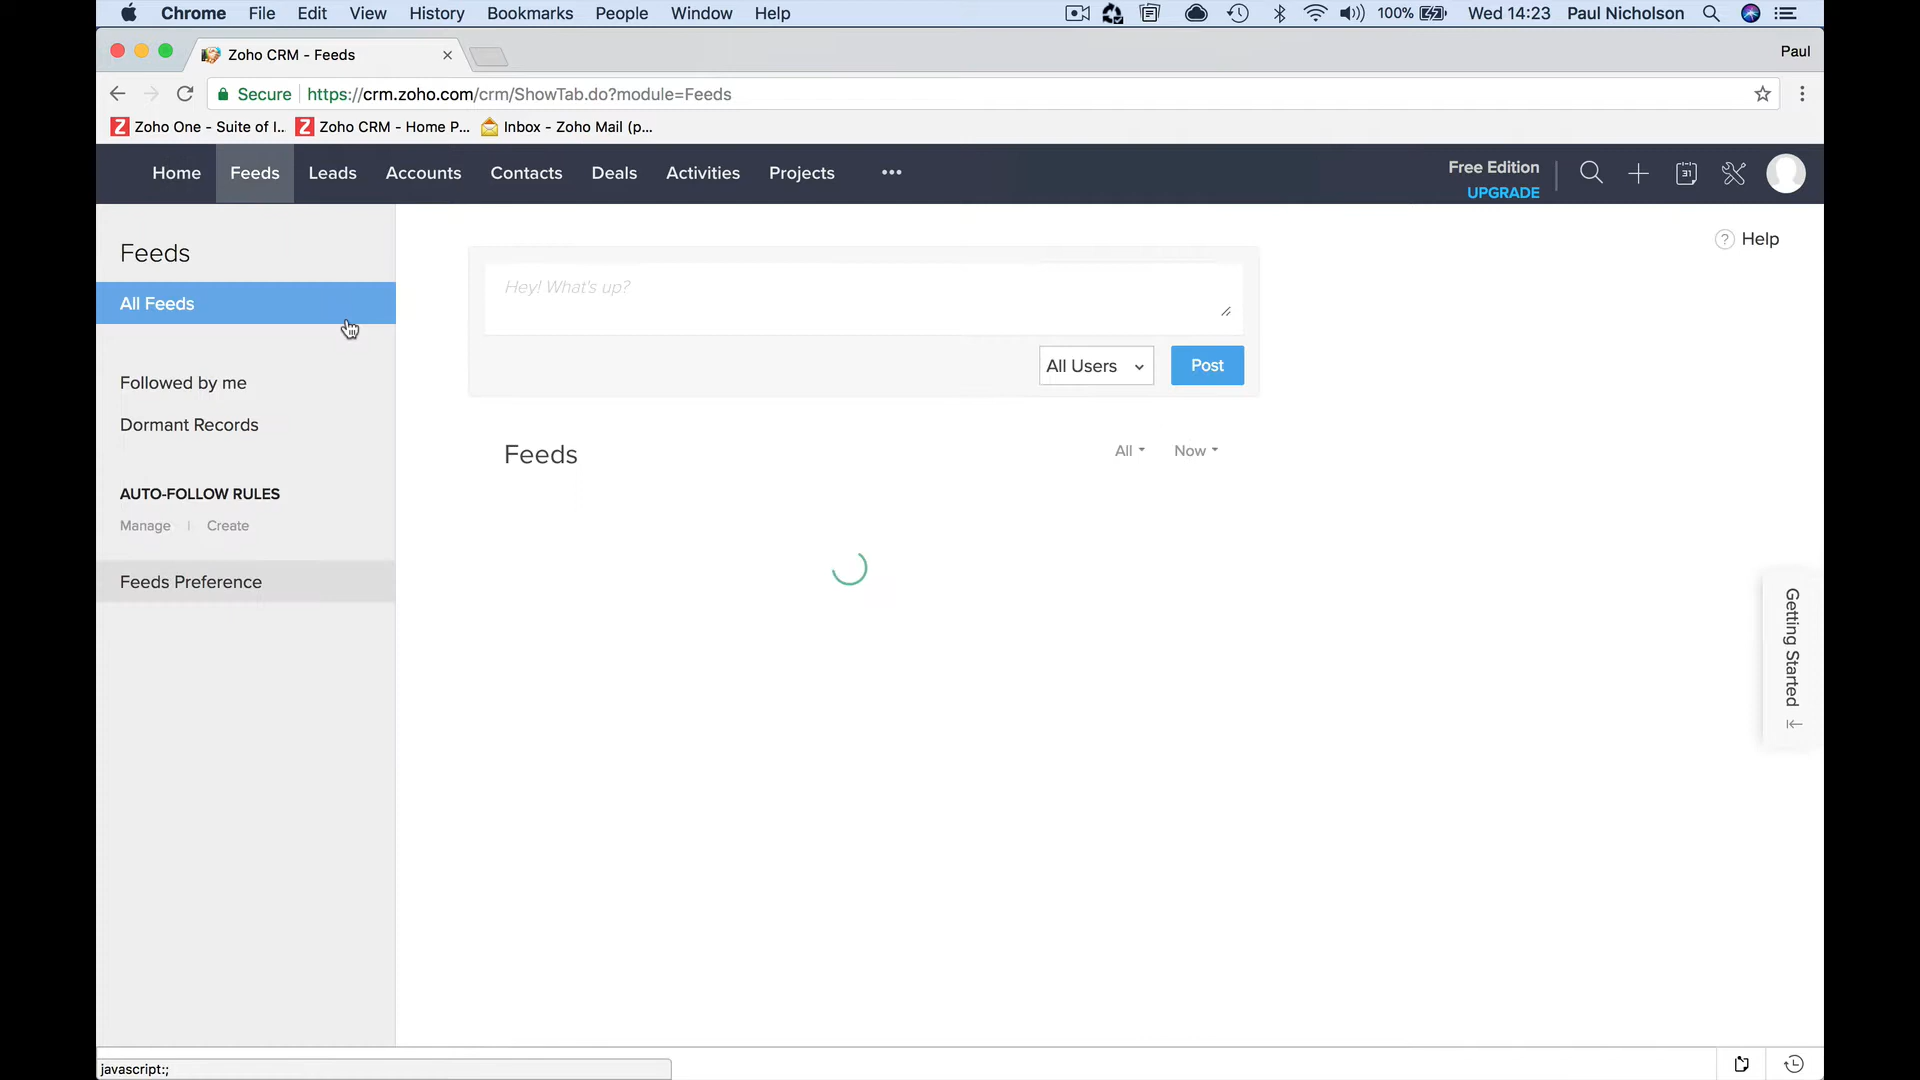 Chrome File Edit View History Bookmarks People Window Help 100% Wed 14:23 Paul Nicholson
Zoho CRM - Feeds Paul
Secure https://crm.zoho.com/crm/ShowTab.do?module=Feeds
Zoho One - Suite of I... Zoho CRM - Home P... Inbox - Zoho Mail (p...
Home Feeds Leads Accounts Contacts Deals Activities Projects ••• Free Edition
UPGRADE
31
Feeds
Help
All Feeds
Hey! What's up?
All Users Post
Followed by me
Dormant Records
Feeds All Now
AUTO-FOLLOW RULES
Manage | Create
Feeds Preference
Getting Started
javascript:;